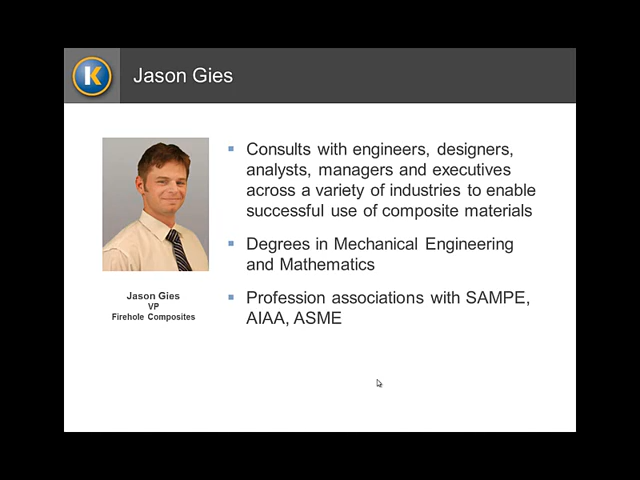 K
Jason Gies
Consults with engineers, designers,
analysts, managers and executives
across a variety of industries to enable
successful use of composite materials
Degrees in Mechanical Engineering
and Mathematics
Profession associations with SAMPE,
AIAA, ASME
Jason Gies
VP
Firehole Composites